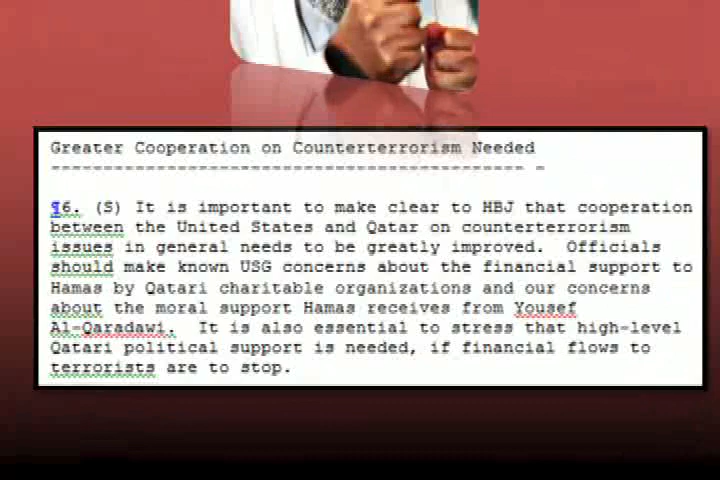 Greater Cooperation on Counterterrorism Needed
---------------------------------------------- -
¶6. (S) It is important to make clear to HBJ that cooperation
between the United States and Qatar on counterterrorism
issues in general needs to be greatly improved.  Officials
should make known USG concerns about the financial support to
Hamas by Qatari charitable organizations and our concerns
about the moral support Hamas receives from Yousef
Al-Qaradawi.  It is also essential to stress that high-level
Qatari political support is needed, if financial flows to
terrorists are to stop.